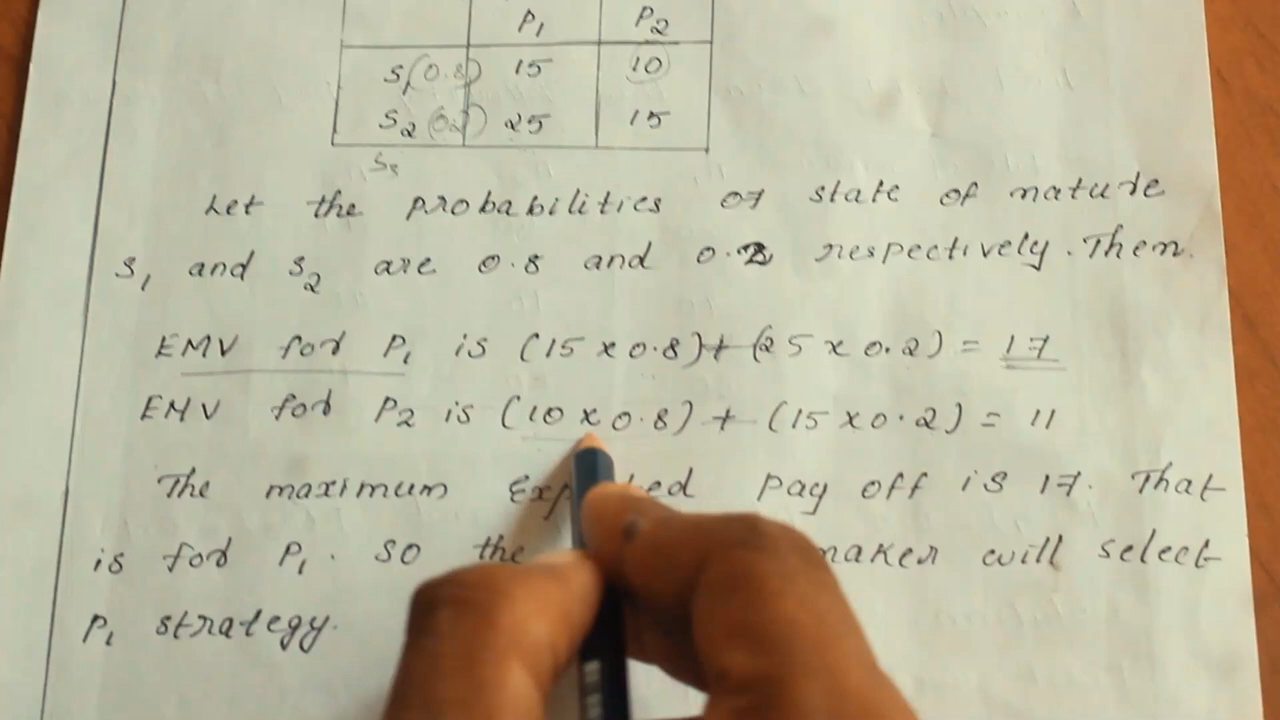 P1 P2
S1(0.8) 15 10
S2(0.2) 25 15
S3
Let the probabilities of state of nature
S1 and S2 are 0.8 and 0.2 respectively. Then.
EMV for P1 is (15 x 0.8)+(25 x 0.2) = 17
EMV for P2 is (10 x 0.8) + (15 x 0.2) = 11
The maximum pay off is 17. That
is for P1. so the will select
P1 strategy.